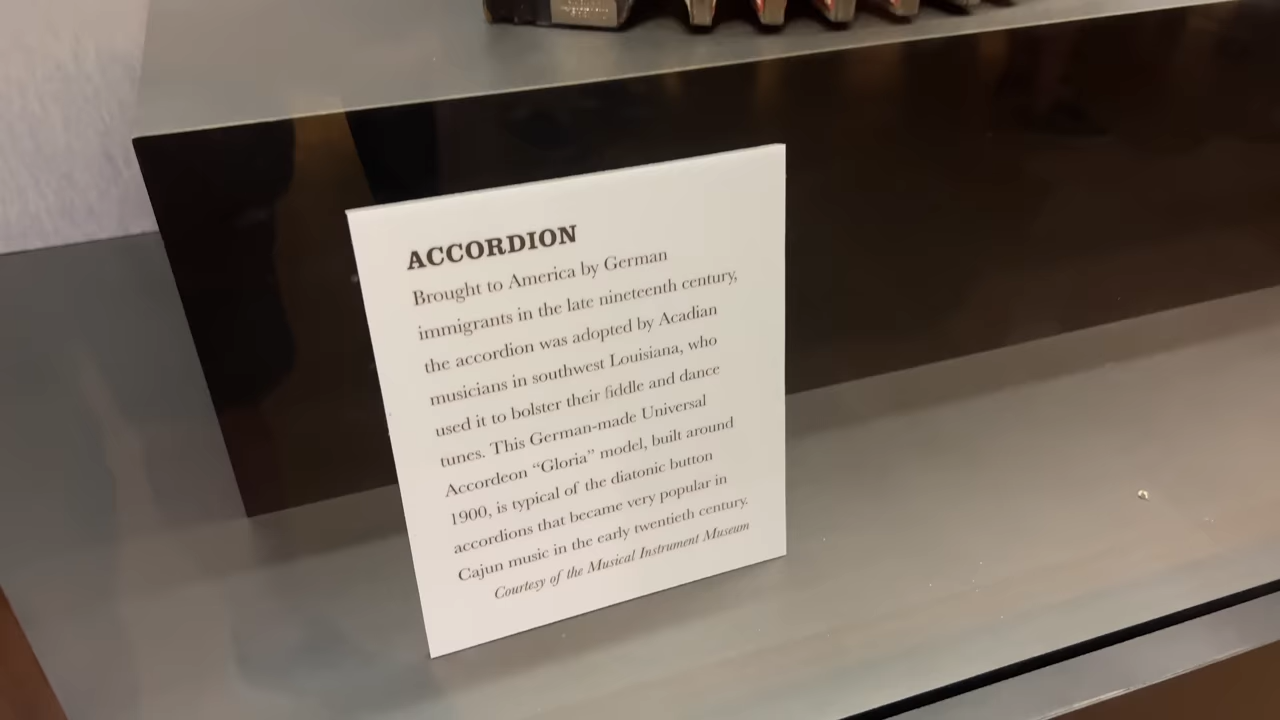 ACCORDION
Brought to America by German
immigrants in the late nineteenth century,
the accordion was adopted by Acadian
musicians in southwest Louisiana, who
used it to bolster their fiddle and dance
tunes. This German-made Universal
Accordeon “Gloria” model, built around
1900, is typical of the diatonic button
accordions that became very popular in
Cajun music in the early twentieth century.
Courtesy of the Musical Instrument Museum